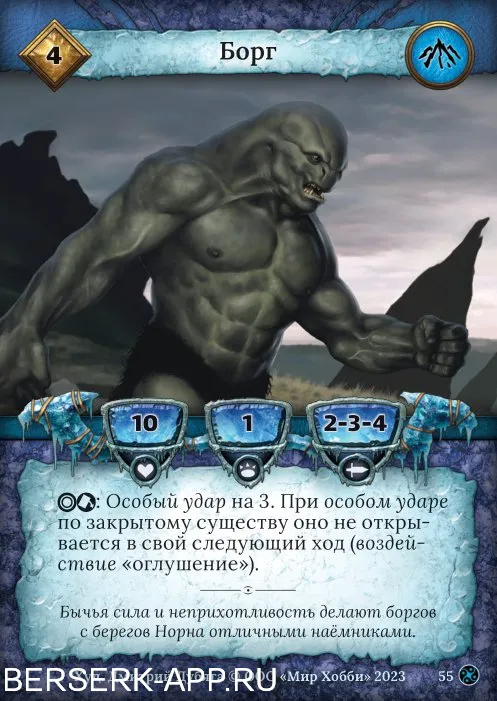 4
Борг
10
1
2-3-4
: Особый удар на 3. При особом ударе
по закрытому существу оно не откры-
вается в свой следующий ход (воздей-
ствие «оглушение»).
Бычья сила и неприхотливость делают боргов
с берегов Норна отличными наёмниками.
© ООО «Мир Хобби» 2023
55
BERSERK-APP.RU